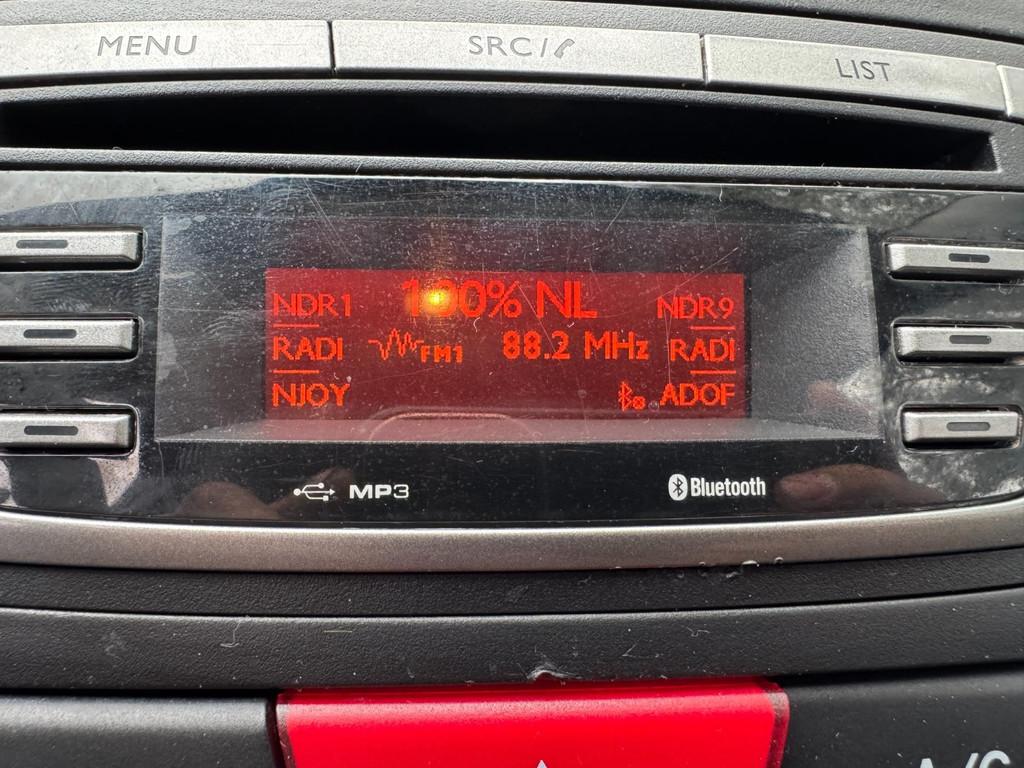 MENU
SRC/
LIST
NDR1 100% NL NDR9
RADI FM1 88.2 MHz RADI
NJOY ADOF
MP3 Bluetooth
A/C